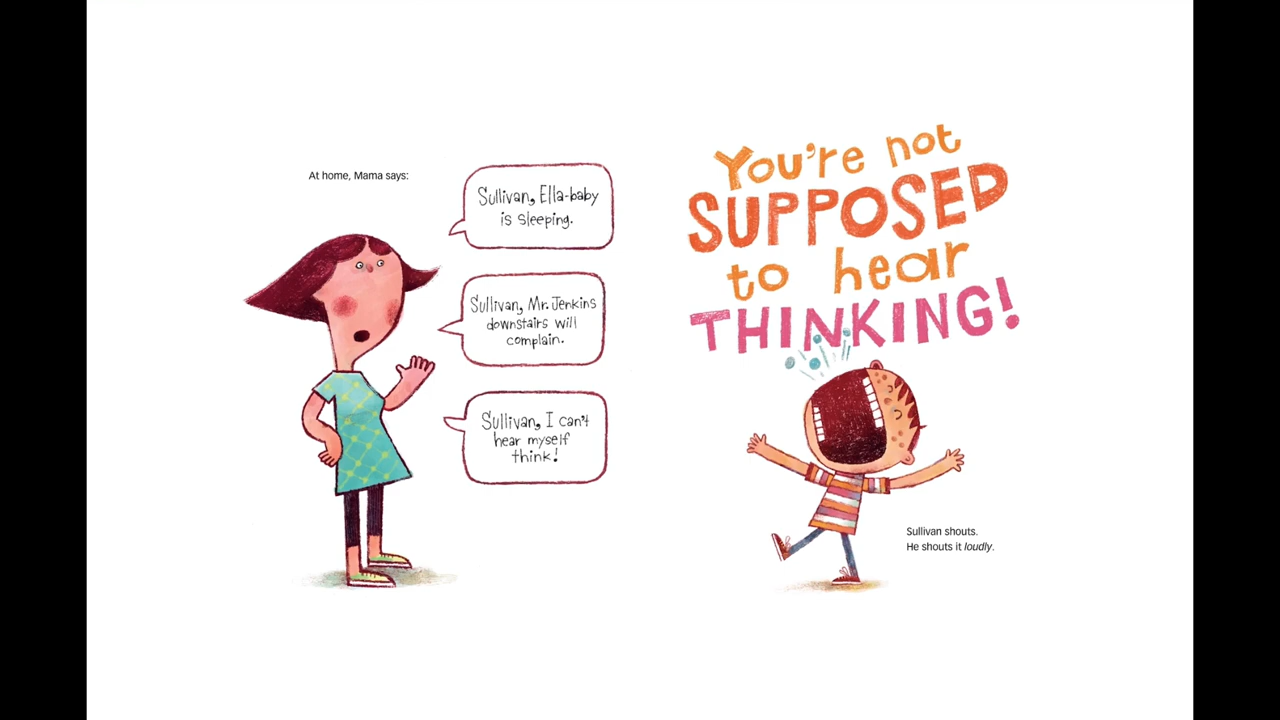 At home, Mama says:
Sullivan, Ella-baby
is sleeping.
Sullivan, Mr. Jenkins
downstairs will
complain.
Sullivan, I can't
hear myself
think!
You're not
SUPPOSED
to hear
THINKING!
Sullivan shouts.
He shouts it loudly.